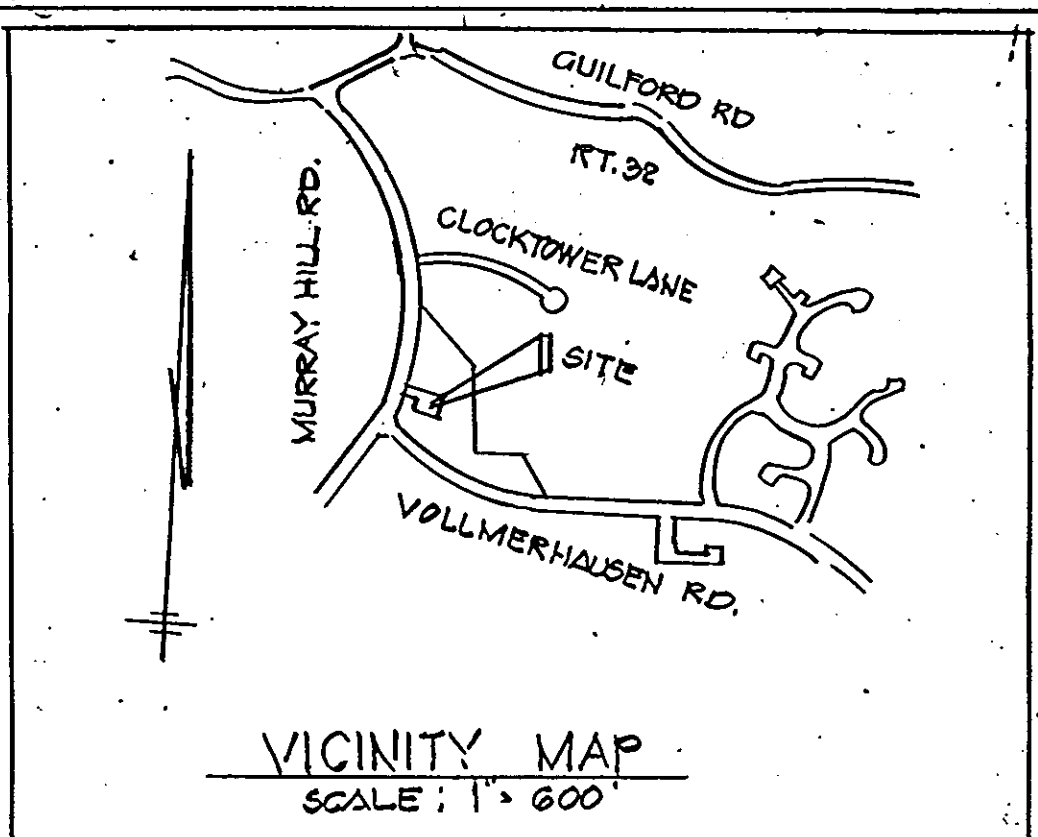 GUILFORD RD
RT. 32
MURRAY HILL RD.
CLOCKTOWER LANE
SITE
VOLLMERHAUSEN RD.
VICINITY MAP
SCALE: 1" = 600'